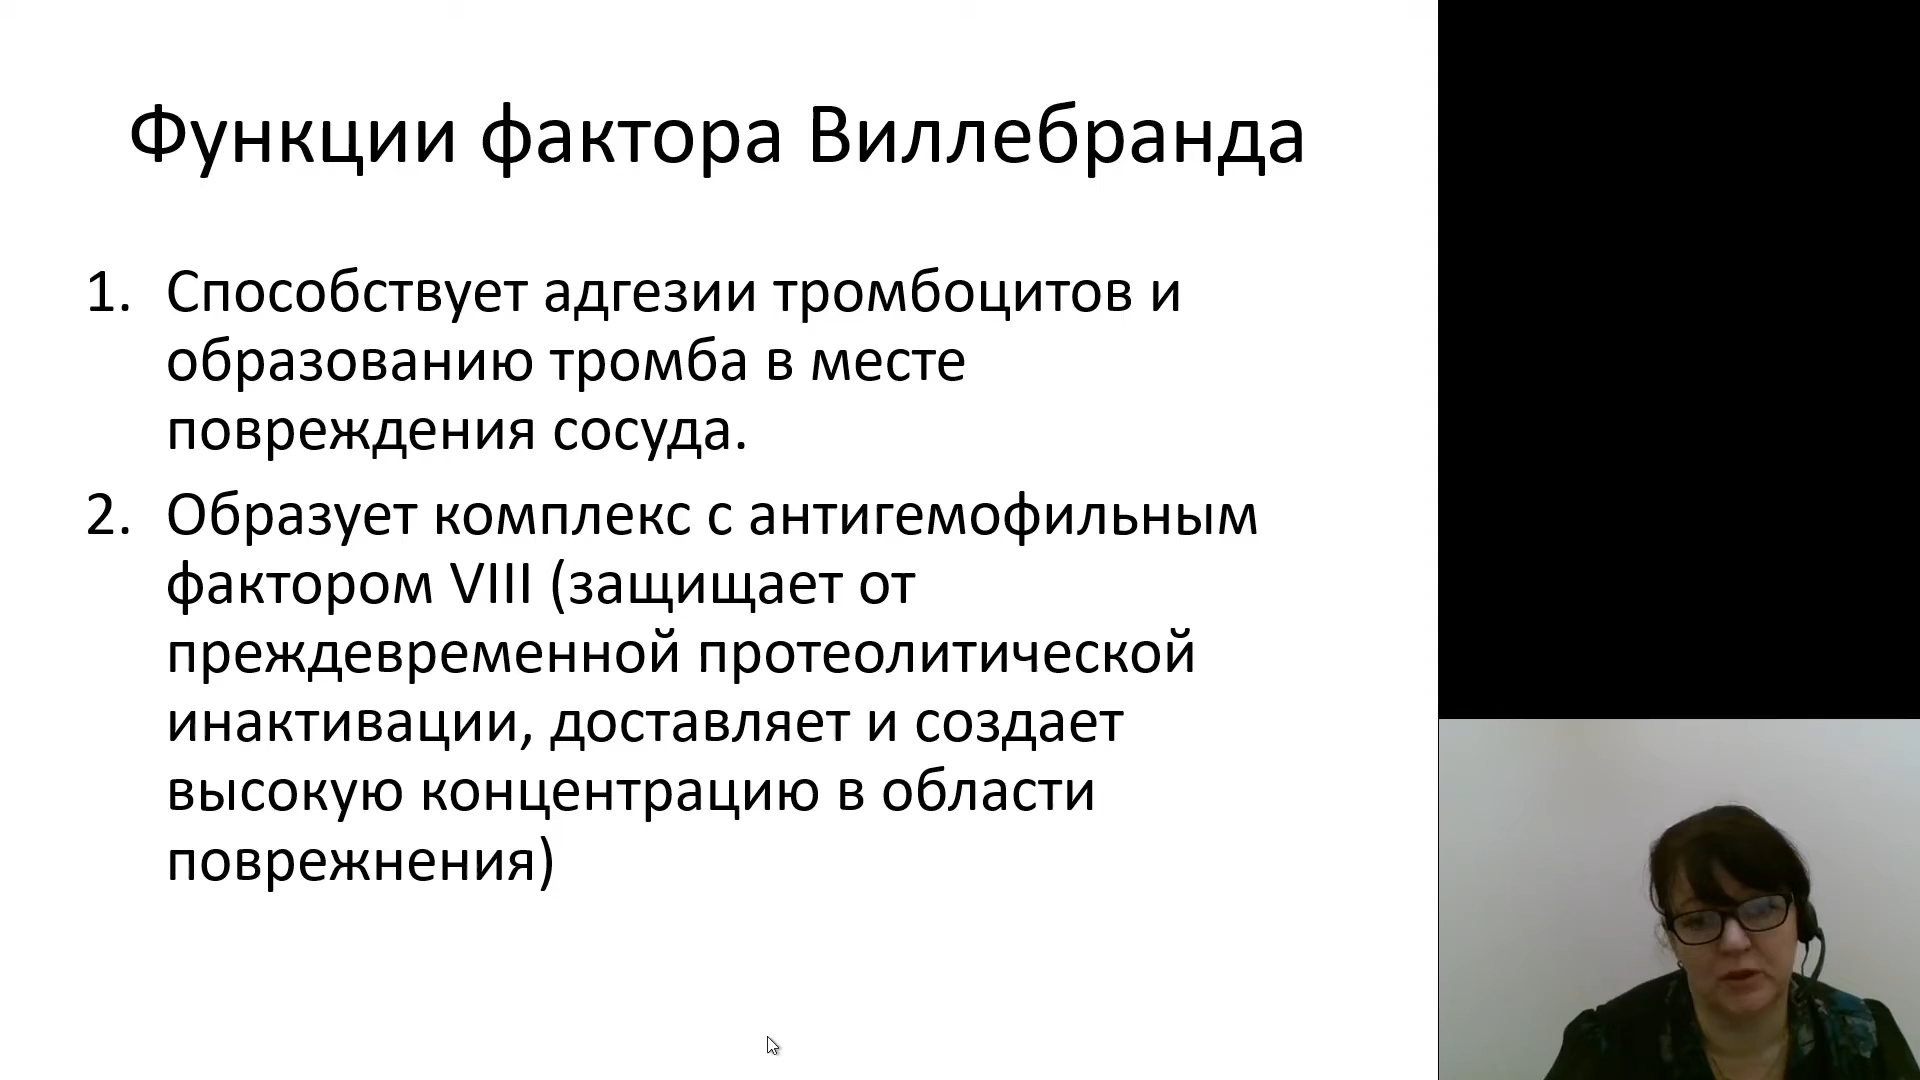 Функции фактора Виллебранда
1. Способствует адгезии тромбоцитов и
образованию тромба в месте
повреждения сосуда.
2. Образует комплекс с антигемофильным
фактором VIII (защищает от
преждевременной протеолитической
инактивации, доставляет и создает
высокую концентрацию в области
поврежнения)